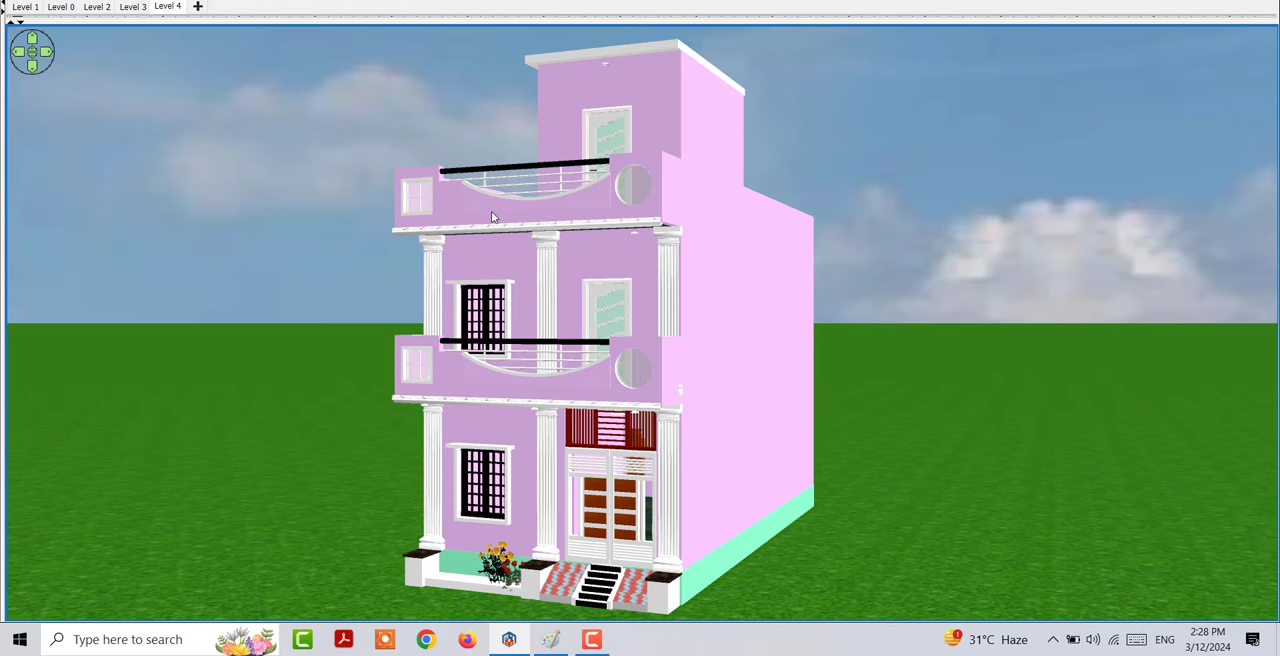 Level 1 Level 0 Level 2 Level 3 Level 4 +
Type here to search
1
31°C Haze
ENG
2:28 PM
3/12/2024